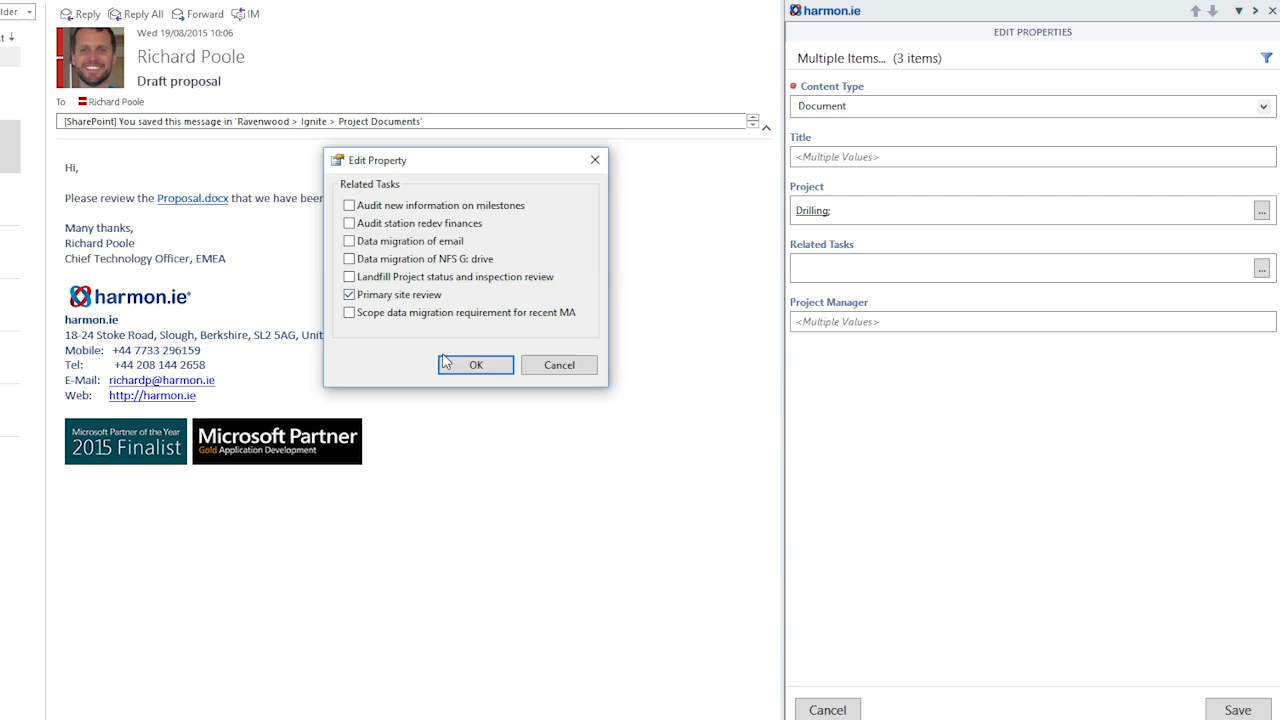 lder
Reply Reply All Forward IM
t
Wed 19/08/2015 10:06
Richard Poole
Draft proposal
To Richard Poole
[SharePoint] You saved this message in 'Ravenwood > Ignite > Project Documents'
Hi,
Please review the Proposal.docx that we have been
Many thanks,
Richard Poole
Chief Technology Officer, EMEA
harmon.ie®
harmon.ie
18-24 Stoke Road, Slough, Berkshire, SL2 5AG, Unit
Mobile: +44 7733 296159
Tel: +44 208 144 2658
E-Mail: richardp@harmon.ie
Web: http://harmon.ie
Microsoft Partner of the Year
2015 Finalist
Microsoft Partner
Gold Application Development
Edit Property
Related Tasks
Audit new information on milestones
Audit station redev finances
Data migration of email
Data migration of NFS G: drive
Landfill Project status and inspection review
Primary site review
Scope data migration requirement for recent MA
OK Cancel
harmon.ie
EDIT PROPERTIES
Multiple Items... (3 items)
Content Type
Document
Title
<Multiple Values>
Project
Drilling;
...
Related Tasks
...
Project Manager
<Multiple Values>
Cancel Save